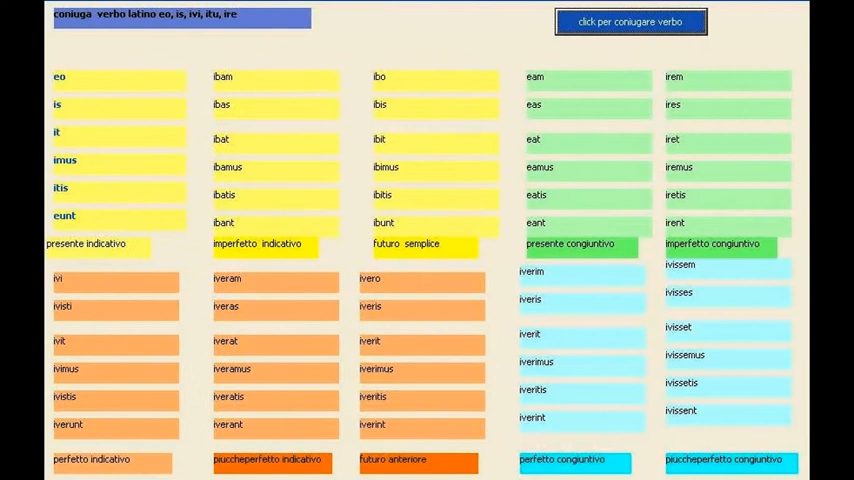 coniuga verbo latino eo, is, ivi, itu, ire
click per coniugare verbo
eo
is
it
imus
itis
eunt
presente indicativo
ibam
ibas
ibat
ibamus
ibatis
ibant
imperfetto indicativo
ibo
ibis
ibit
ibimus
ibitis
ibunt
futuro semplice
eam
eas
eat
eamus
eatis
eant
presente congiuntivo
irem
ires
iret
iremus
iretis
irent
imperfetto congiuntivo
ivi
ivisti
ivit
ivimus
ivistis
iverunt
perfetto indicativo
iveram
iveras
iverat
iveramus
iveratis
iverant
piuccheperfetto indicativo
ivero
iveris
iverit
iverimus
iveritis
iverint
futuro anteriore
iverim
iveris
iverit
iverimus
iveritis
iverint
perfetto congiuntivo
ivissem
ivisses
ivisset
ivissemus
ivissetis
ivissent
piuccheperfetto congiuntivo